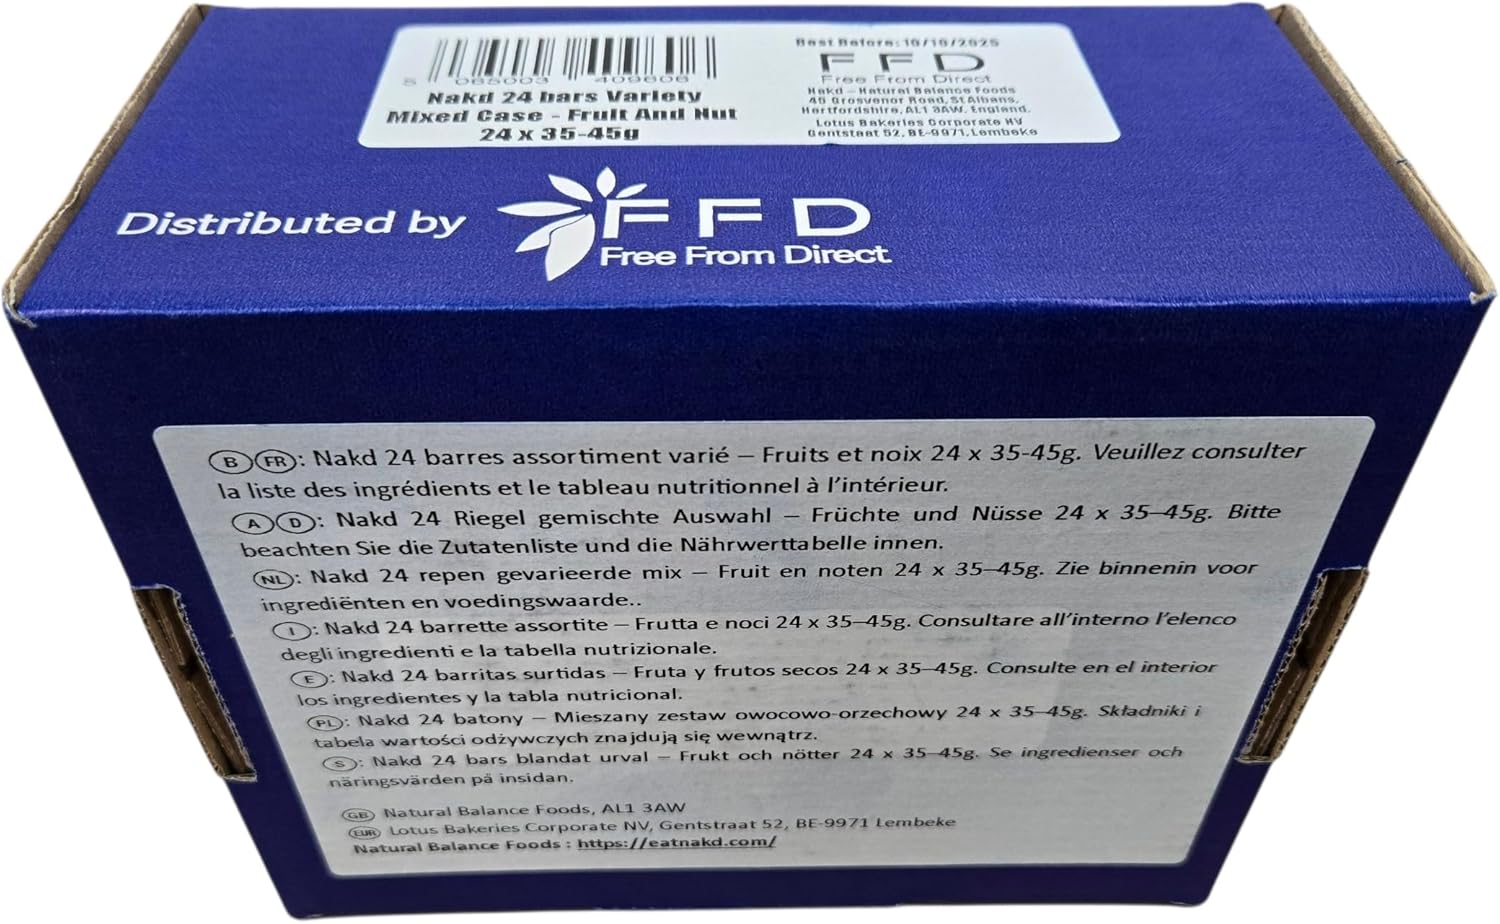 5 065003 409606
Nakd 24 bars Variety
Mixed Case - Fruit And Nut
24 x 35-45g
Best Before: 10/10/2025
FFD
Free From Direct
Nakd – Natural Balance Foods
46 Grosvenor Road, St Albans,
Hertfordshire, AL1 3AW, England.
Lotus Bakeries Corporate NV
Gentstaat 52, BE-9971, Lembeke
Distributed by FFD
Free From Direct
B FR: Nakd 24 barres assortiment varié – Fruits et noix 24 x 35-45g. Veuillez consulter
la liste des ingrédients et le tableau nutritionnel à l’intérieur.
A D: Nakd 24 Riegel gemischte Auswahl – Früchte und Nüsse 24 x 35–45g. Bitte
beachten Sie die Zutatenliste und die Nährwerttabelle innen.
NL: Nakd 24 repen gevarieerde mix – Fruit en noten 24 x 35–45g. Zie binnenin voor
ingrediënten en voedingswaarde..
I: Nakd 24 barrette assortite – Frutta e noci 24 x 35–45g. Consultare all’interno l’elenco
degli ingredienti e la tabella nutrizionale.
E: Nakd 24 barritas surtidas – Fruta y frutos secos 24 x 35–45g. Consulte en el interior
los ingredientes y la tabla nutricional.
PL: Nakd 24 batony – Mieszany zestaw owocowo-orzechowy 24 x 35–45g. Składniki i
tabela wartości odżywczych znajdują się wewnątrz.
S: Nakd 24 bars blandat urval – Frukt och nötter 24 x 35–45g. Se ingredienser och
näringsvärden på insidan.
GB Natural Balance Foods, AL1 3AW
EUR Lotus Bakeries Corporate NV, Gentstraat 52, BE-9971 Lembeke
Natural Balance Foods : https://eatnakd.com/